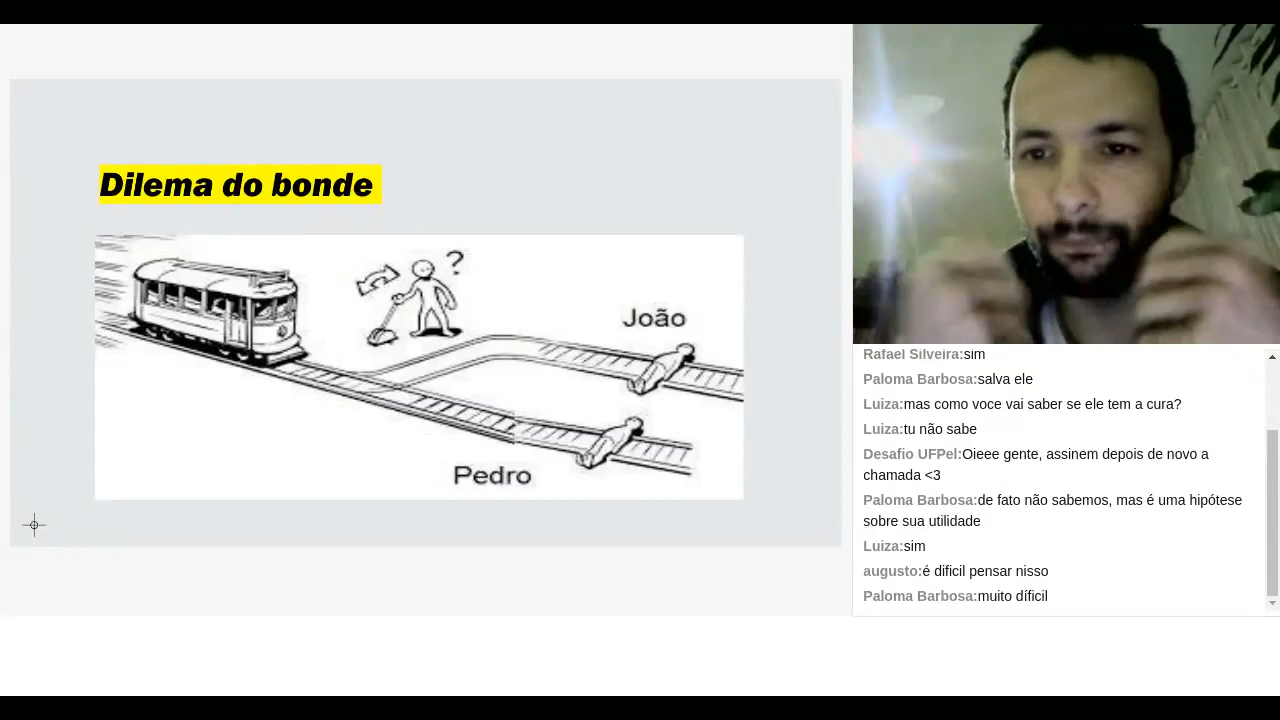 Dilema do bonde
?
João
Pedro
Rafael Silveira:sim
Paloma Barbosa:salva ele
Luiza:mas como voce vai saber se ele tem a cura?
Luiza:tu não sabe
Desafio UFPel:Oieee gente, assinem depois de novo a
chamada <3
Paloma Barbosa:de fato não sabemos, mas é uma hipótese
sobre sua utilidade
Luiza:sim
augusto:é dificil pensar nisso
Paloma Barbosa:muito díficil